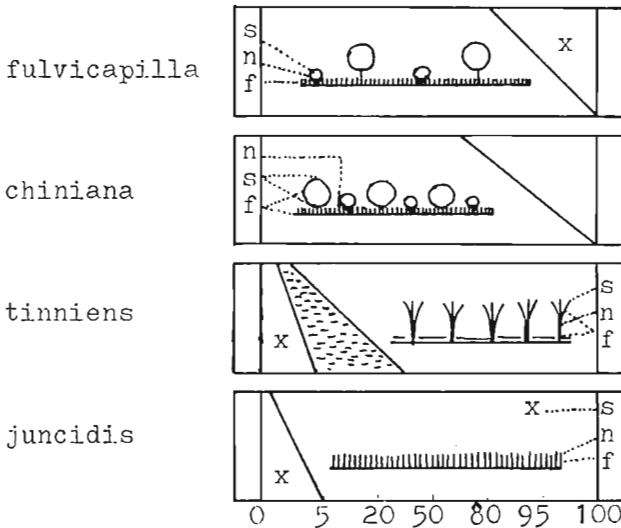 s
n
f
fulvicapilla
x
n
s
f
chiniana
s
n
f
tinniens
x
x
s
n
f
juncidis
x
0 5 20 50 80 95 100